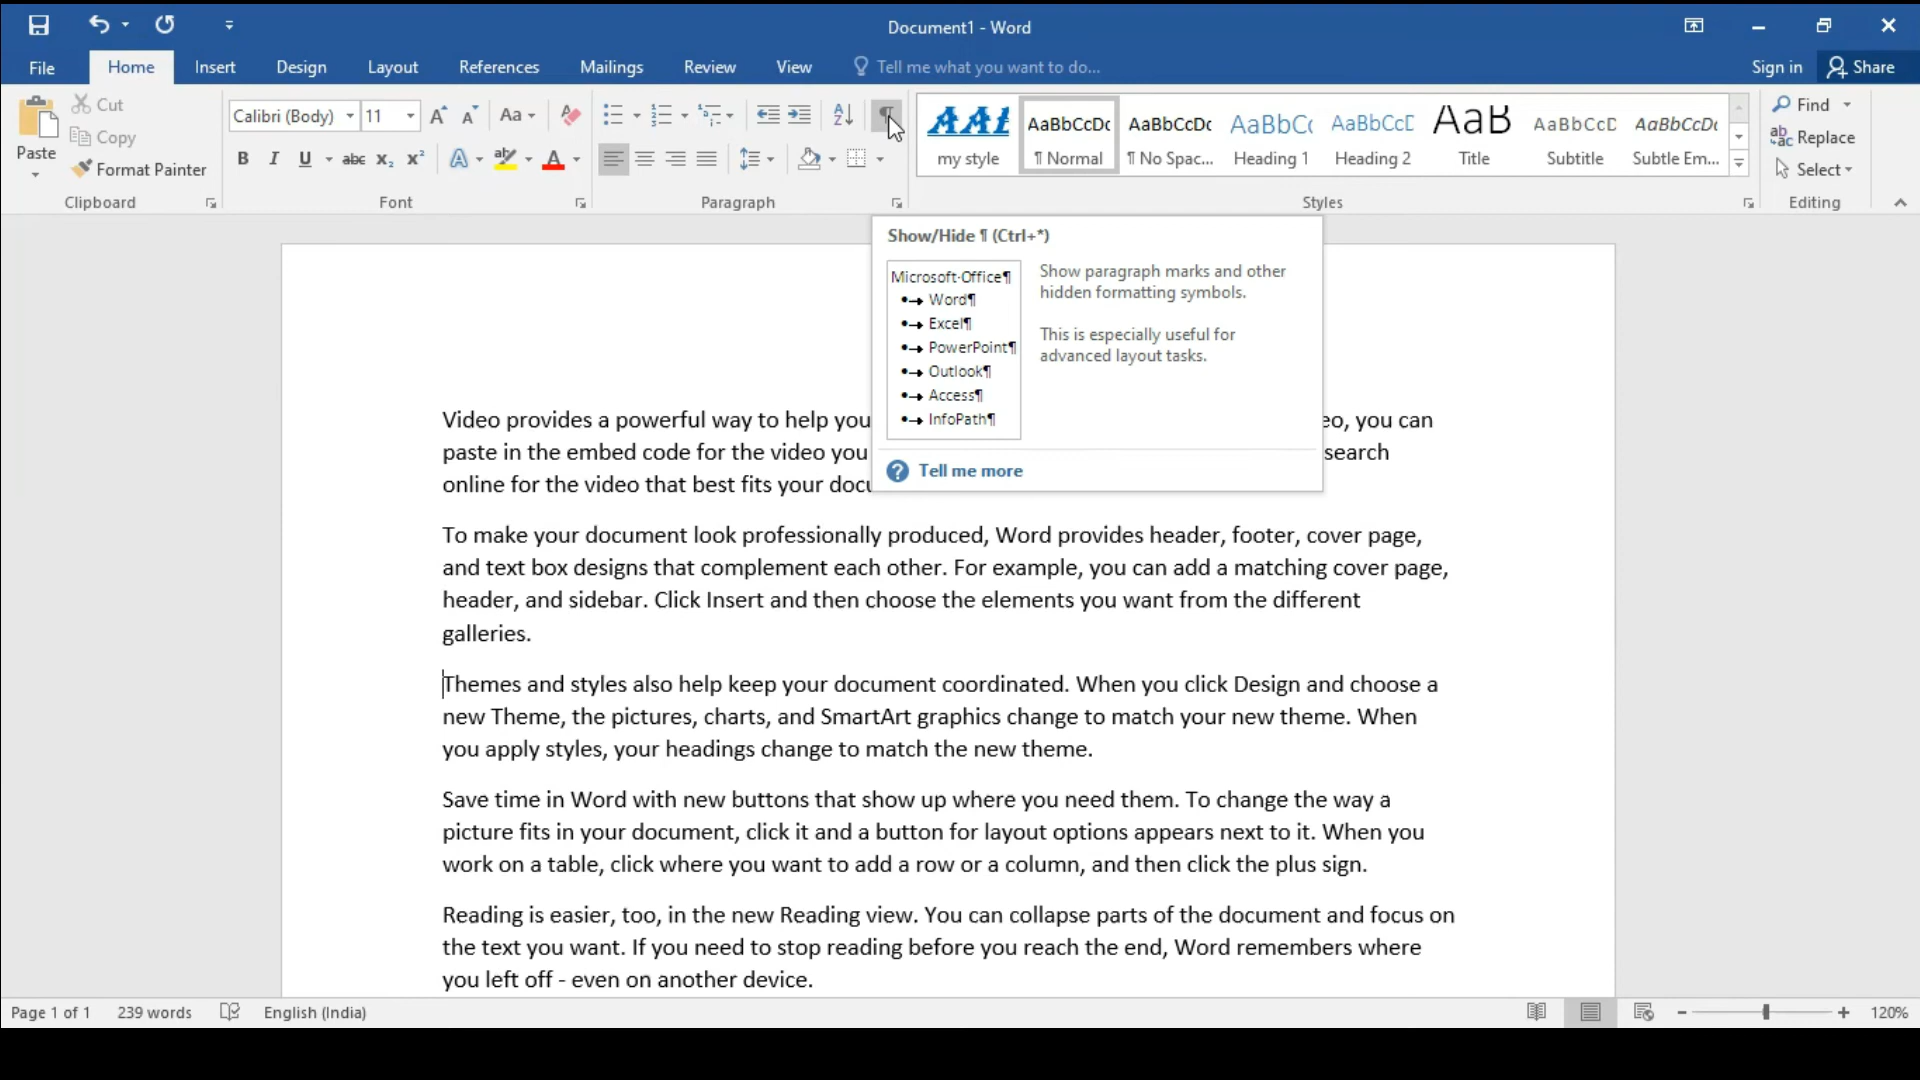 Document1 - Word
File Home Insert Design Layout References Mailings Review View Tell me what you want to do... Sign in Share
Paste
Cut
Copy
Format Painter
Clipboard
Calibri (Body) 11 Aa
B I U abc x₂ x² A ab A
Font
Paragraph
AAI AaBbCcDc AaBbCcDc AaBbCc AaBbCcC AaB AaBbCcC AaBbCcDc
my style ¶ Normal ¶ No Spac... Heading 1 Heading 2 Title Subtitle Subtle Em...
Styles
Find
Replace
Select
Editing
Show/Hide ¶ (Ctrl+*)
Microsoft·Office¶
•→ Word¶
•→ Excel¶
•→ PowerPoint¶
•→ Outlook¶
•→ Access¶
•→ InfoPath¶
Show paragraph marks and other
hidden formatting symbols.
This is especially useful for
advanced layout tasks.
Tell me more
Video provides a powerful way to help you eo, you can
paste in the embed code for the video you search
online for the video that best fits your docu
To make your document look professionally produced, Word provides header, footer, cover page,
and text box designs that complement each other. For example, you can add a matching cover page,
header, and sidebar. Click Insert and then choose the elements you want from the different
galleries.
Themes and styles also help keep your document coordinated. When you click Design and choose a
new Theme, the pictures, charts, and SmartArt graphics change to match your new theme. When
you apply styles, your headings change to match the new theme.
Save time in Word with new buttons that show up where you need them. To change the way a
picture fits in your document, click it and a button for layout options appears next to it. When you
work on a table, click where you want to add a row or a column, and then click the plus sign.
Reading is easier, too, in the new Reading view. You can collapse parts of the document and focus on
the text you want. If you need to stop reading before you reach the end, Word remembers where
you left off - even on another device.
Page 1 of 1 239 words English (India) 120%